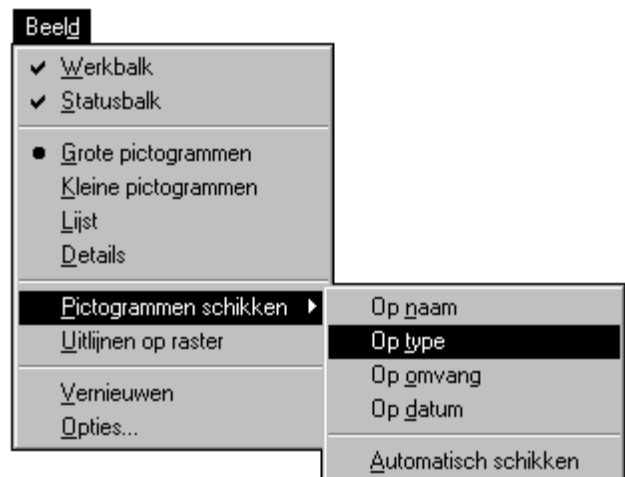 Beeld
Werkbalk
Statusbalk
Grote pictogrammen
Kleine pictogrammen
Lijst
Details
Pictogrammen schikken
Uitlijnen op raster
Vernieuwen
Opties...
Op naam
Op type
Op omvang
Op datum
Automatisch schikken